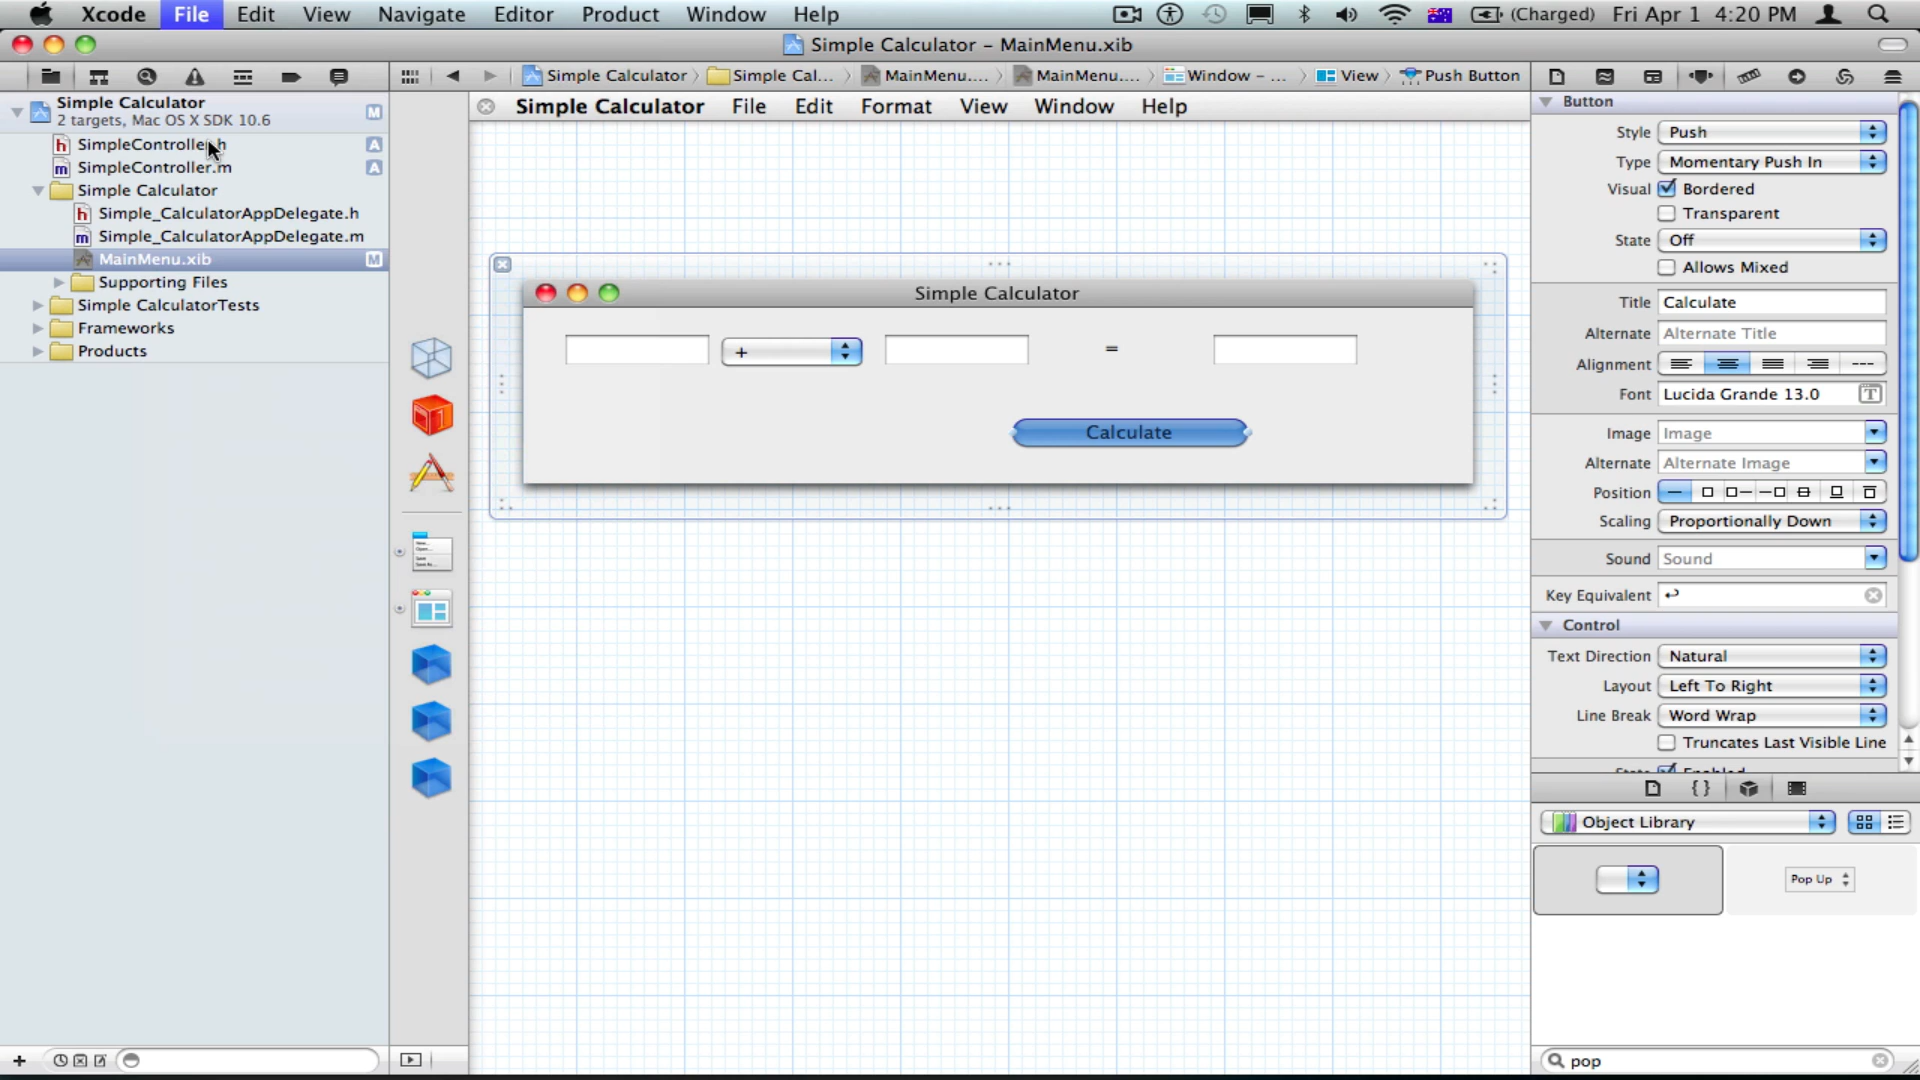 Xcode File Edit View Navigate Editor Product Window Help (Charged) Fri Apr 1 4:20 PM
Simple Calculator – MainMenu.xib
Simple Calculator Simple Cal... MainMenu.... MainMenu.... Window – ... View Push Button
Simple Calculator M
2 targets, Mac OS X SDK 10.6
h SimpleController.h A
m SimpleController.m A
Simple Calculator
h Simple_CalculatorAppDelegate.h
m Simple_CalculatorAppDelegate.m
MainMenu.xib M
Supporting Files
Simple CalculatorTests
Frameworks
Products
Simple Calculator File Edit Format View Window Help
Simple Calculator
+ =
Calculate
Button
Style Push
Type Momentary Push In
Visual Bordered
Transparent
State Off
Allows Mixed
Title Calculate
Alternate Alternate Title
Alignment
Font Lucida Grande 13.0 T
Image Image
Alternate Alternate Image
Position
Scaling Proportionally Down
Sound Sound
Key Equivalent ↩
Control
Text Direction Natural
Layout Left To Right
Line Break Word Wrap
Truncates Last Visible Line
State Enabled
{ }
Object Library
Pop Up
pop